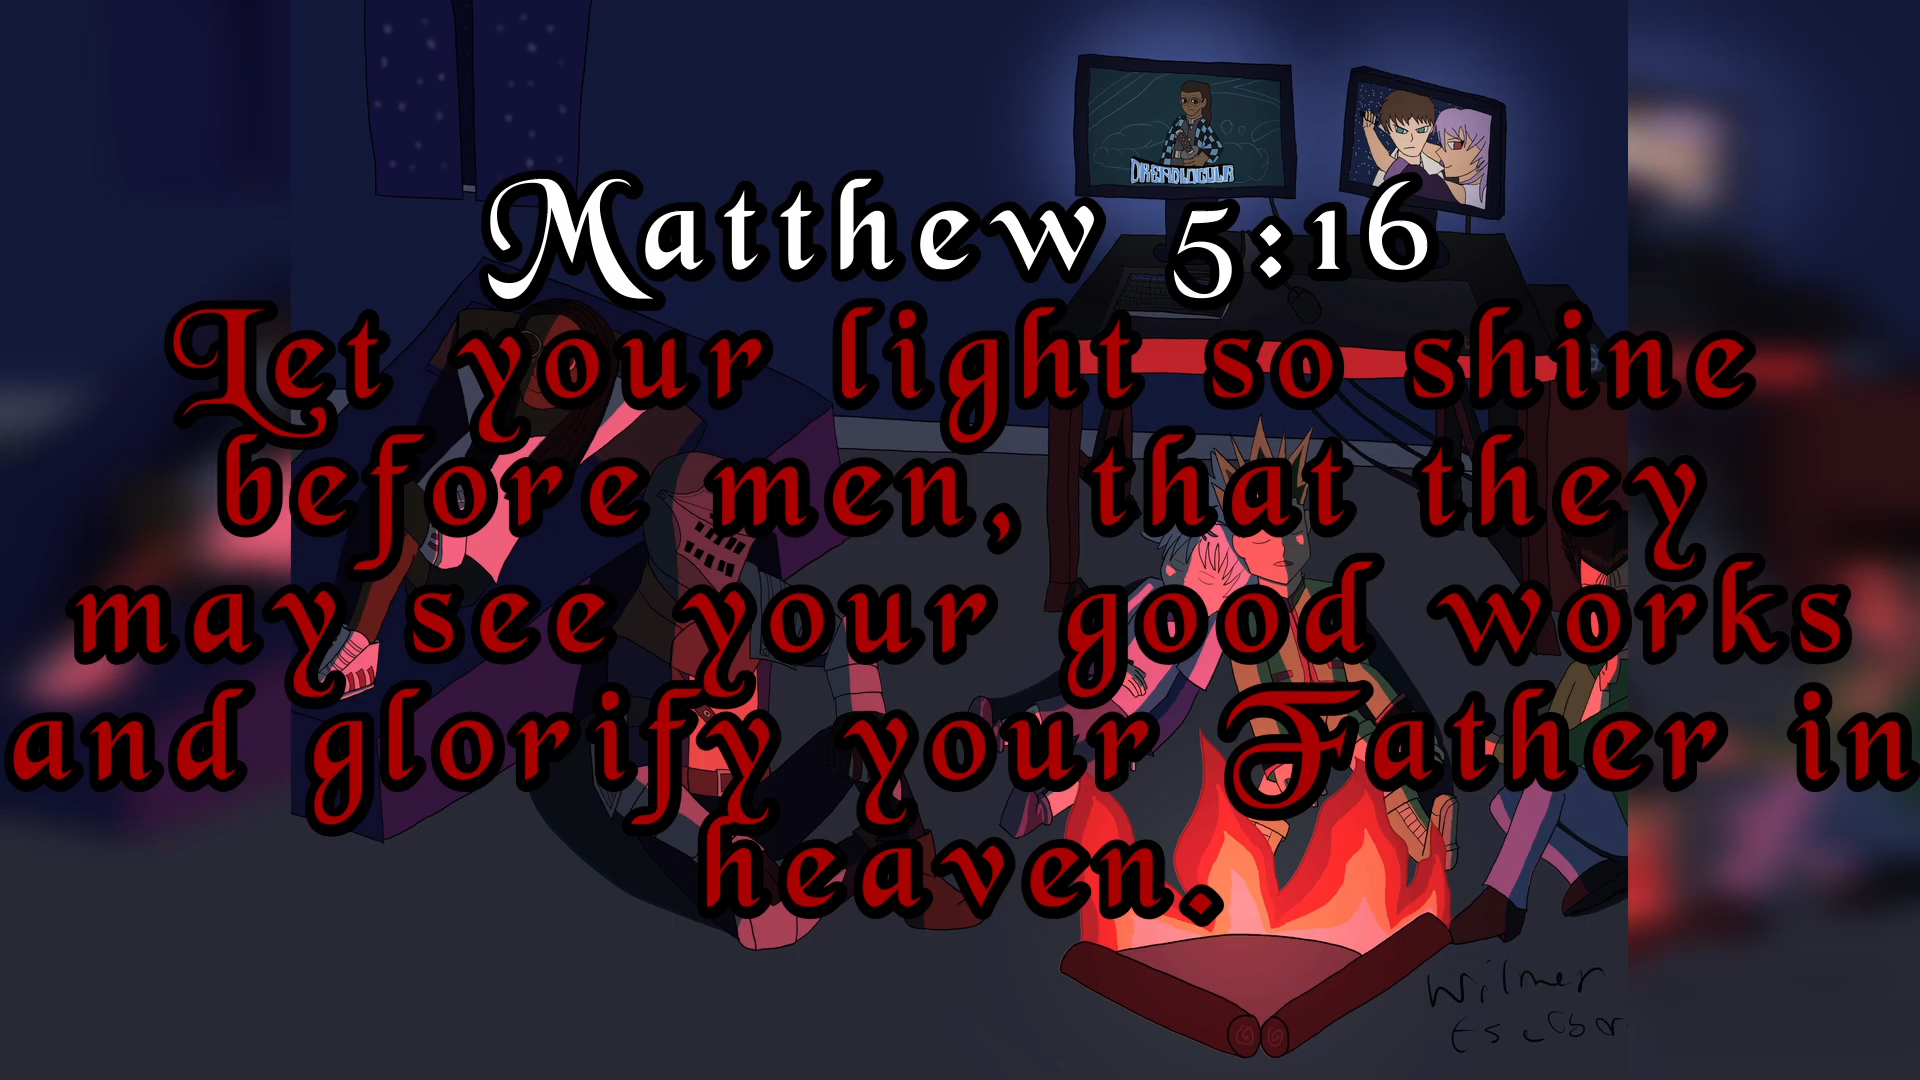 DREADLOCULA
Matthew 5:16
Let your light so shine
before men, that they
may see your good works
and glorify your Father in
heaven.
Wilmer